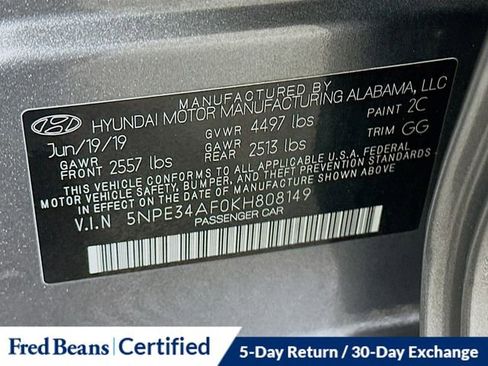 MANUFACTURED BY
HYUNDAI MOTOR MANUFACTURING ALABAMA, LLC
Jun/19/19 GVWR 4497 lbs PAINT 2C
GAWR FRONT 2557 lbs GAWR REAR 2513 lbs TRIM GG
THIS VEHICLE CONFORMS TO ALL APPLICABLE U.S. FEDERAL
MOTOR VEHICLE SAFETY, BUMPER, AND THEFT PREVENTION STANDARDS
IN EFFECT ON THE DATE OF MANUFACTURE SHOWN ABOVE.
V.I.N 5NPE34AF0KH808149
PASSENGER CAR
Fred Beans | Certified
5-Day Return / 30-Day Exchange